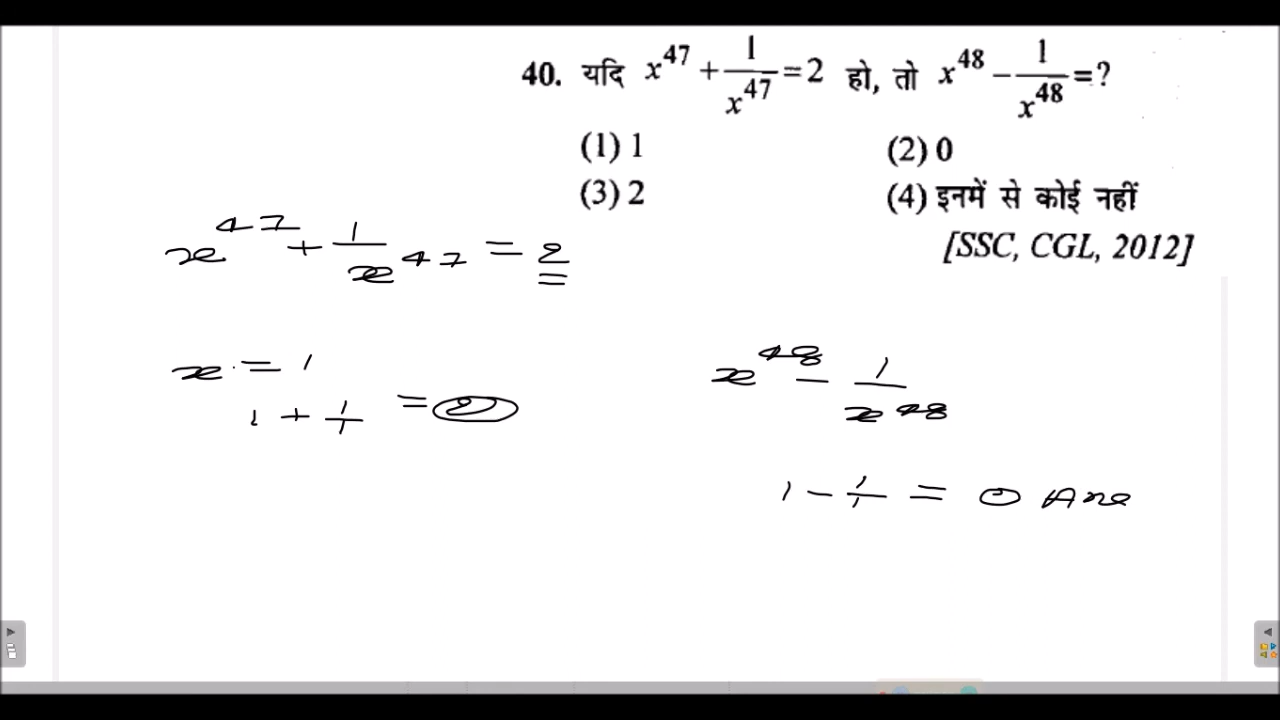 40. यदि x^47 + 1/x^47 = 2 हो, तो x^48 − 1/x^48 = ?
(1) 1 (2) 0
(3) 2 (4) इनमें से कोई नहीं
[SSC, CGL, 2012]
x^47 + 1/x^47 = 2
x = 1
1 + 1/1 = 2
x^48 − 1/x^48
1 − 1/1 = 0 Ans